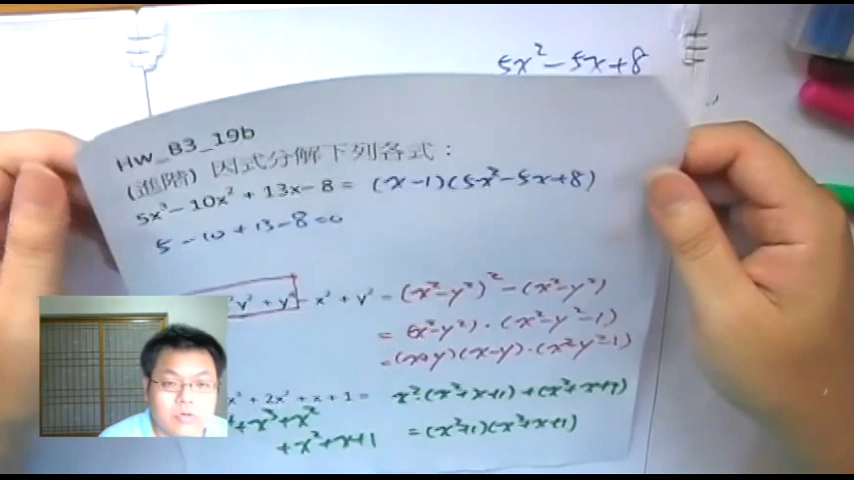 5x² - 5x + 8
HW_B3_19b
(進階) 因式分解下列各式：
5x³ - 10x² + 13x - 8 = (x-1)(5x² - 5x + 8)
5 - 10 + 13 - 8 = 0
²y² + y⁴ - x² + y² = (x² - y²)² - (x² - y²)
= (x² - y²)·(x² - y² - 1)
= (x+y)(x-y)·(x² y² - 1)
x³ + 2x² + x + 1 = x²·(x² + x + 1) + (x² + x + 1)
+ x³ + x²
+ x² + x + 1 = (x² + 1)(x² + x + 1)